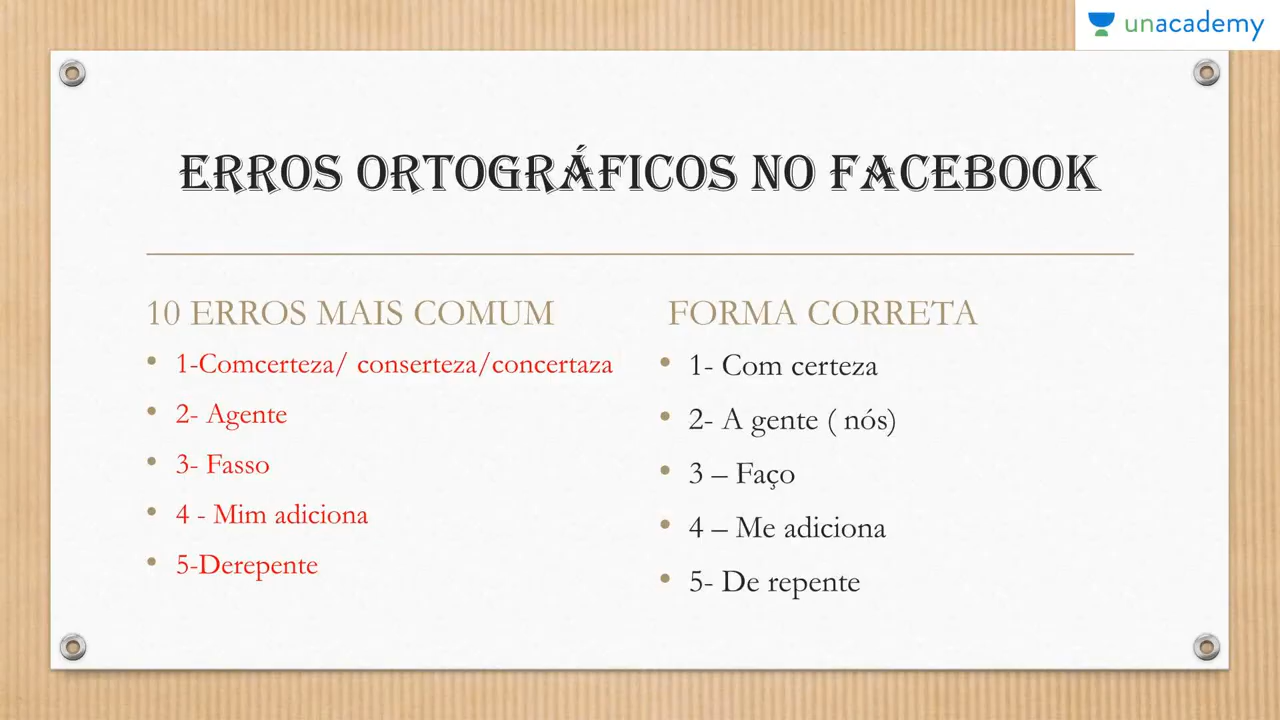 unacademy
ERROS ORTOGRÁFICOS NO FACEBOOK
10 ERROS MAIS COMUM
• 1-Comcerteza/ conserteza/concertaza
• 2- Agente
• 3- Fasso
• 4 - Mim adiciona
• 5-Derepente
FORMA CORRETA
• 1- Com certeza
• 2- A gente ( nós)
• 3 – Faço
• 4 – Me adiciona
• 5- De repente